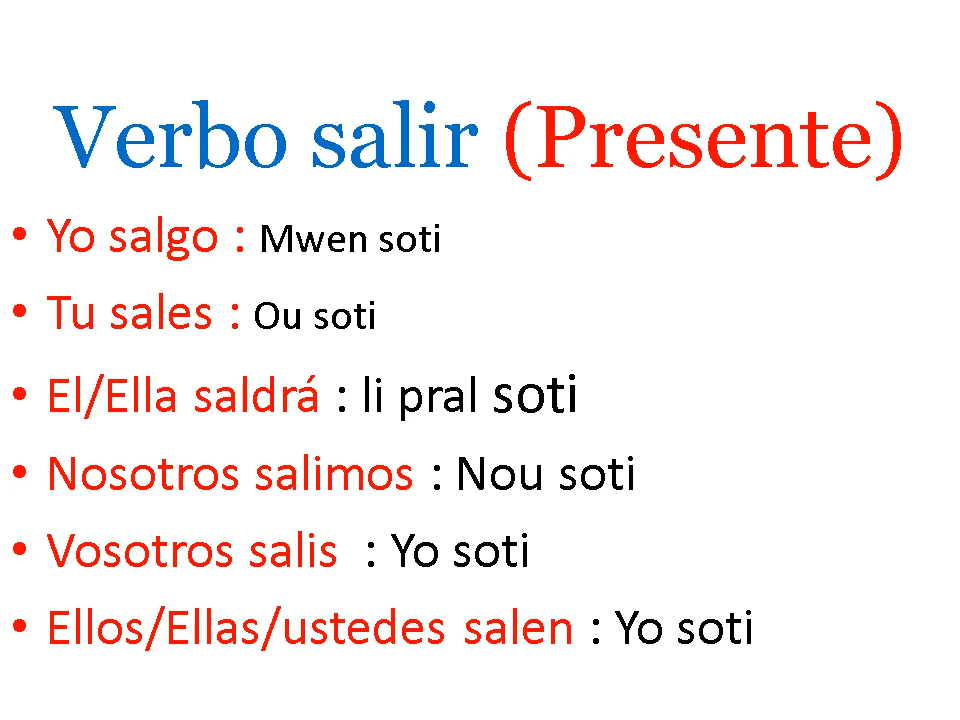 Verbo salir (Presente)
• Yo salgo : Mwen soti
• Tu sales : Ou soti
• El/Ella saldrá : li pral soti
• Nosotros salimos : Nou soti
• Vosotros salis : Yo soti
• Ellos/Ellas/ustedes salen : Yo soti